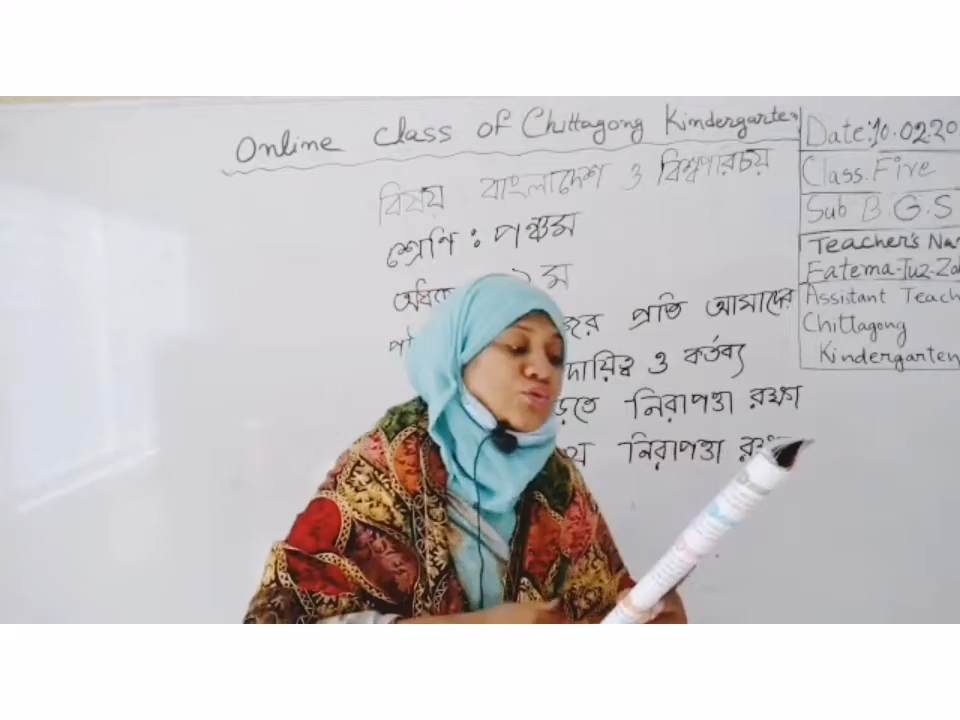 Online Class of Chittagong Kindergarten
বিষয় বাংলাদেশ ও বিশ্বপরিচয়
শ্রেণি : পঞ্চম
ম
প্রতি আমাদের
দায়িত্ব ও কর্তব্য
নিরাপত্তা রক্ষা
নিরাপত্তা
Date: 10.02.20
Class. Five
Sub B.G.S
Teacher's Na
Fatema-Tuz-Zo
Assistant Teach
Chittagong
Kindergarten